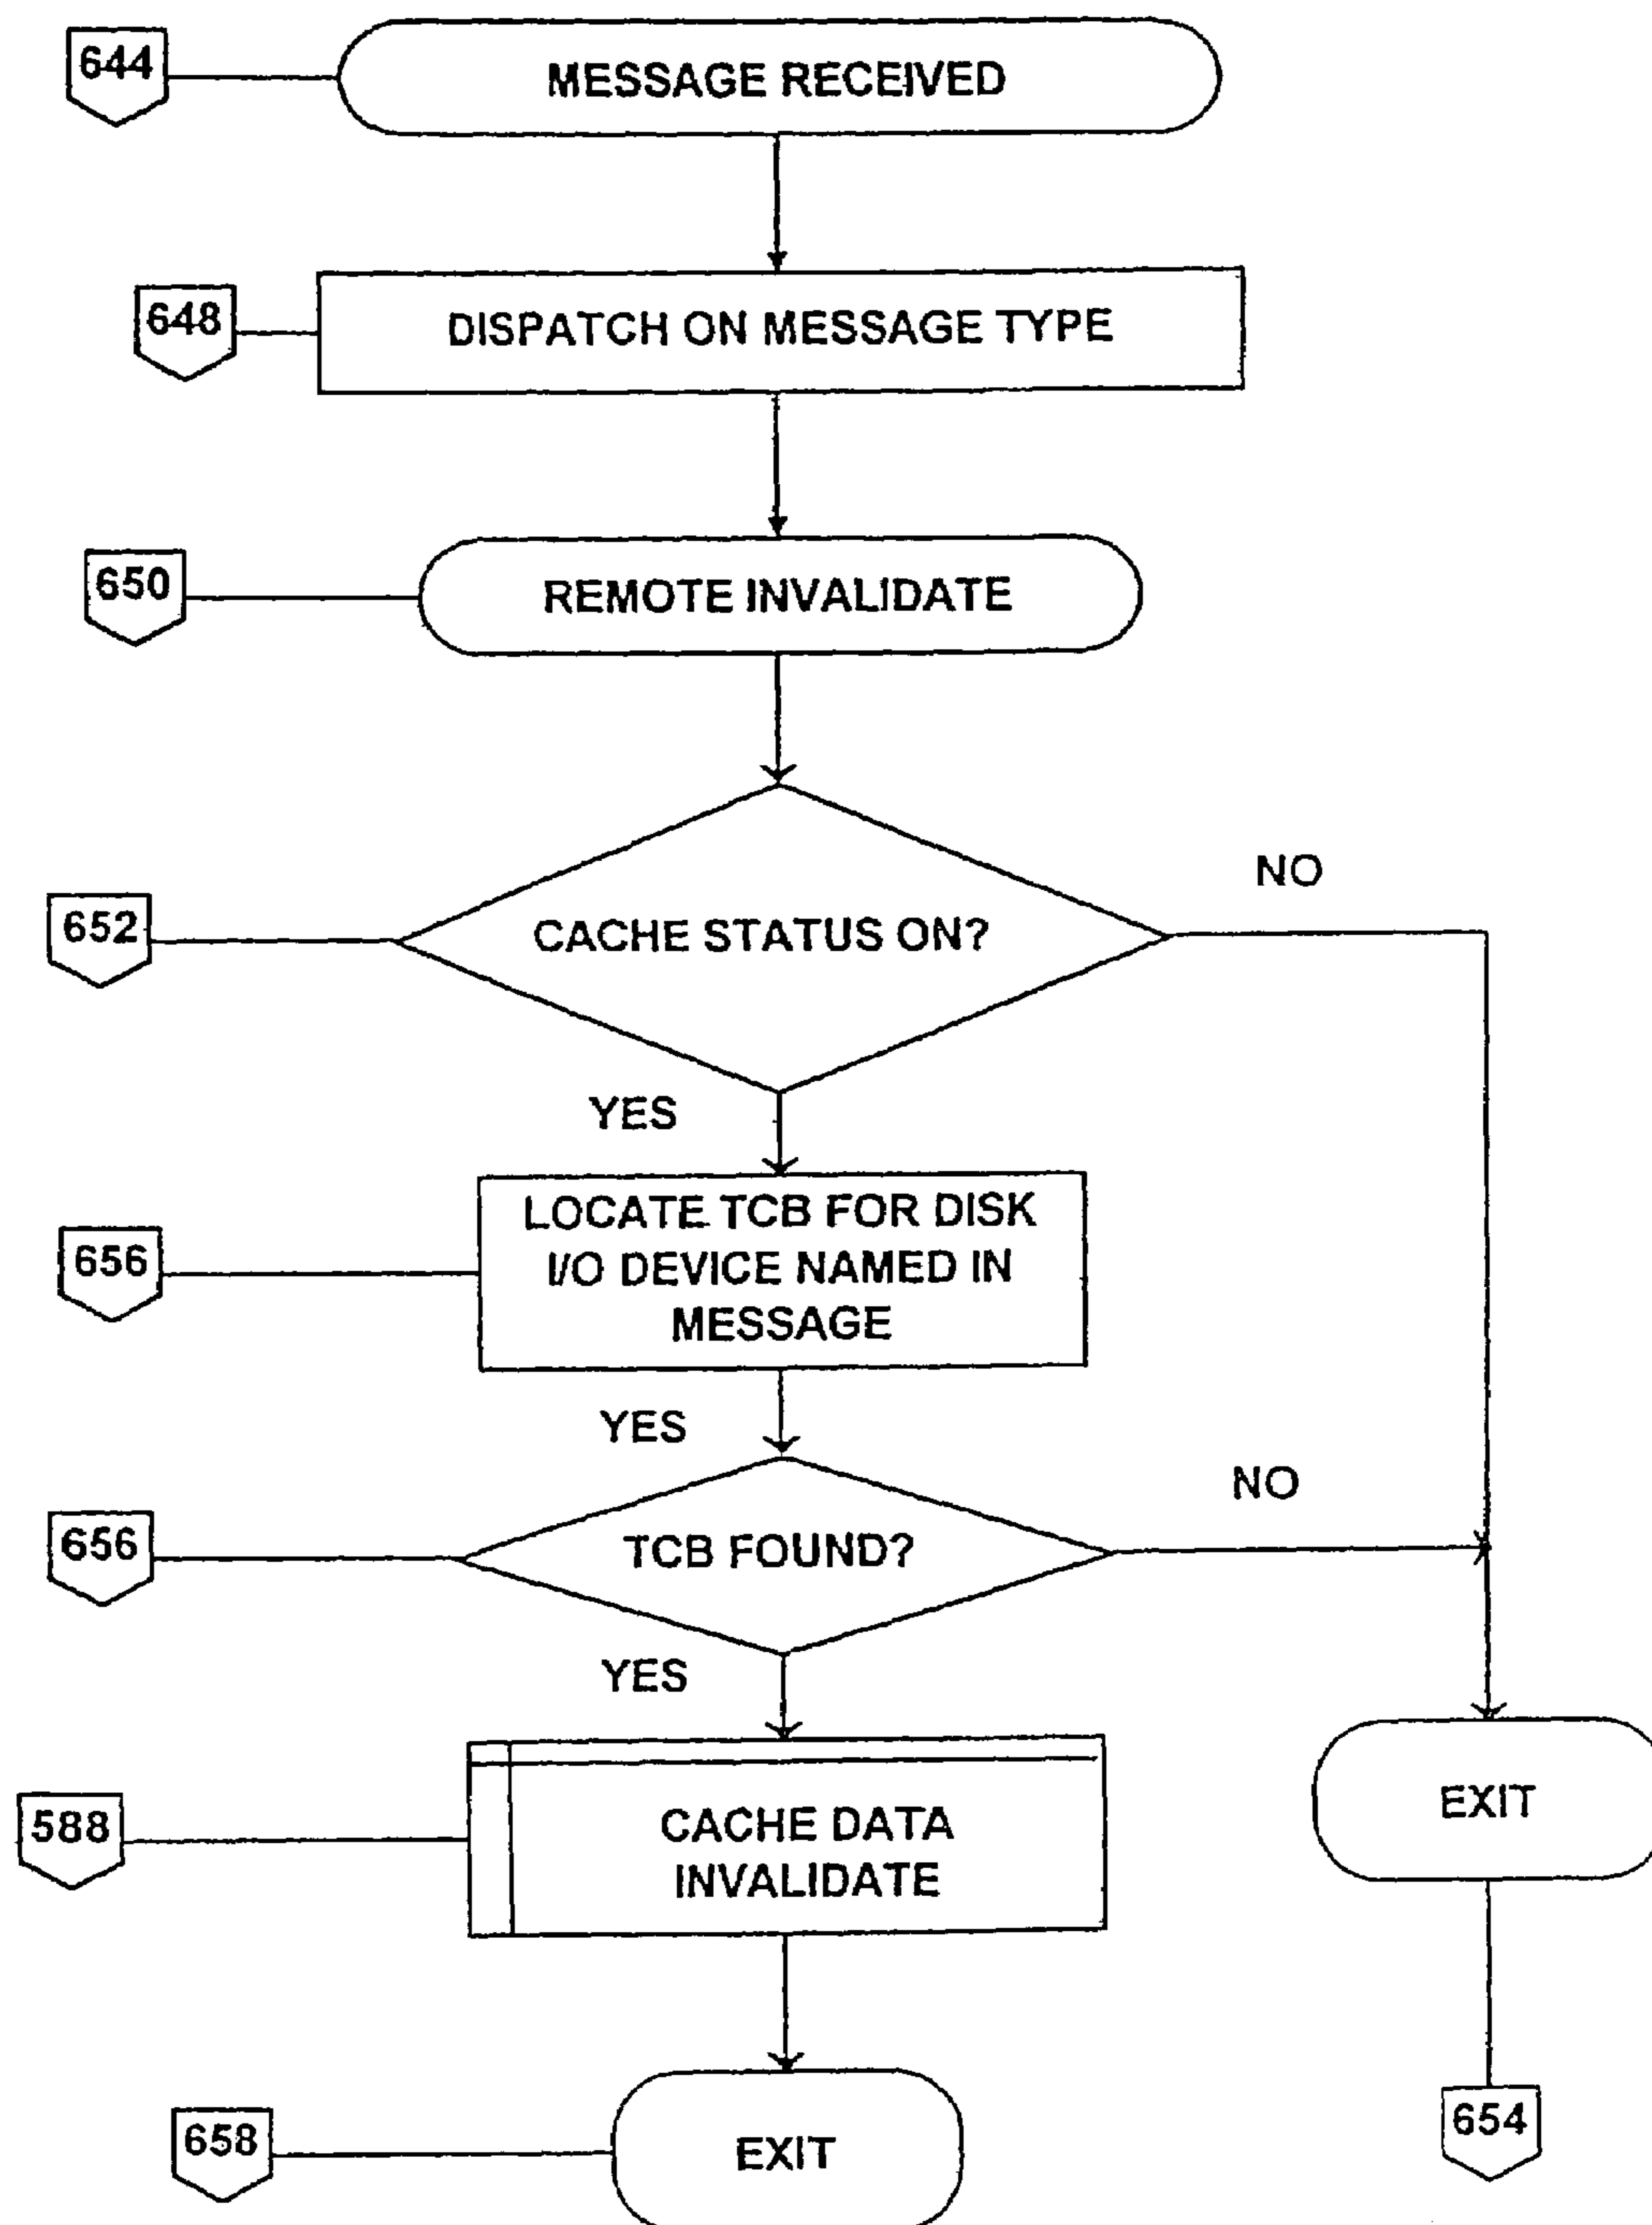 644
MESSAGE RECEIVED
648
DISPATCH ON MESSAGE TYPE
650
REMOTE INVALIDATE
652
CACHE STATUS ON?
NO
YES
656
LOCATE TCB FOR DISK
I/O DEVICE NAMED IN
MESSAGE
YES
656
TCB FOUND?
NO
YES
588
CACHE DATA
INVALIDATE
EXIT
658
EXIT
654